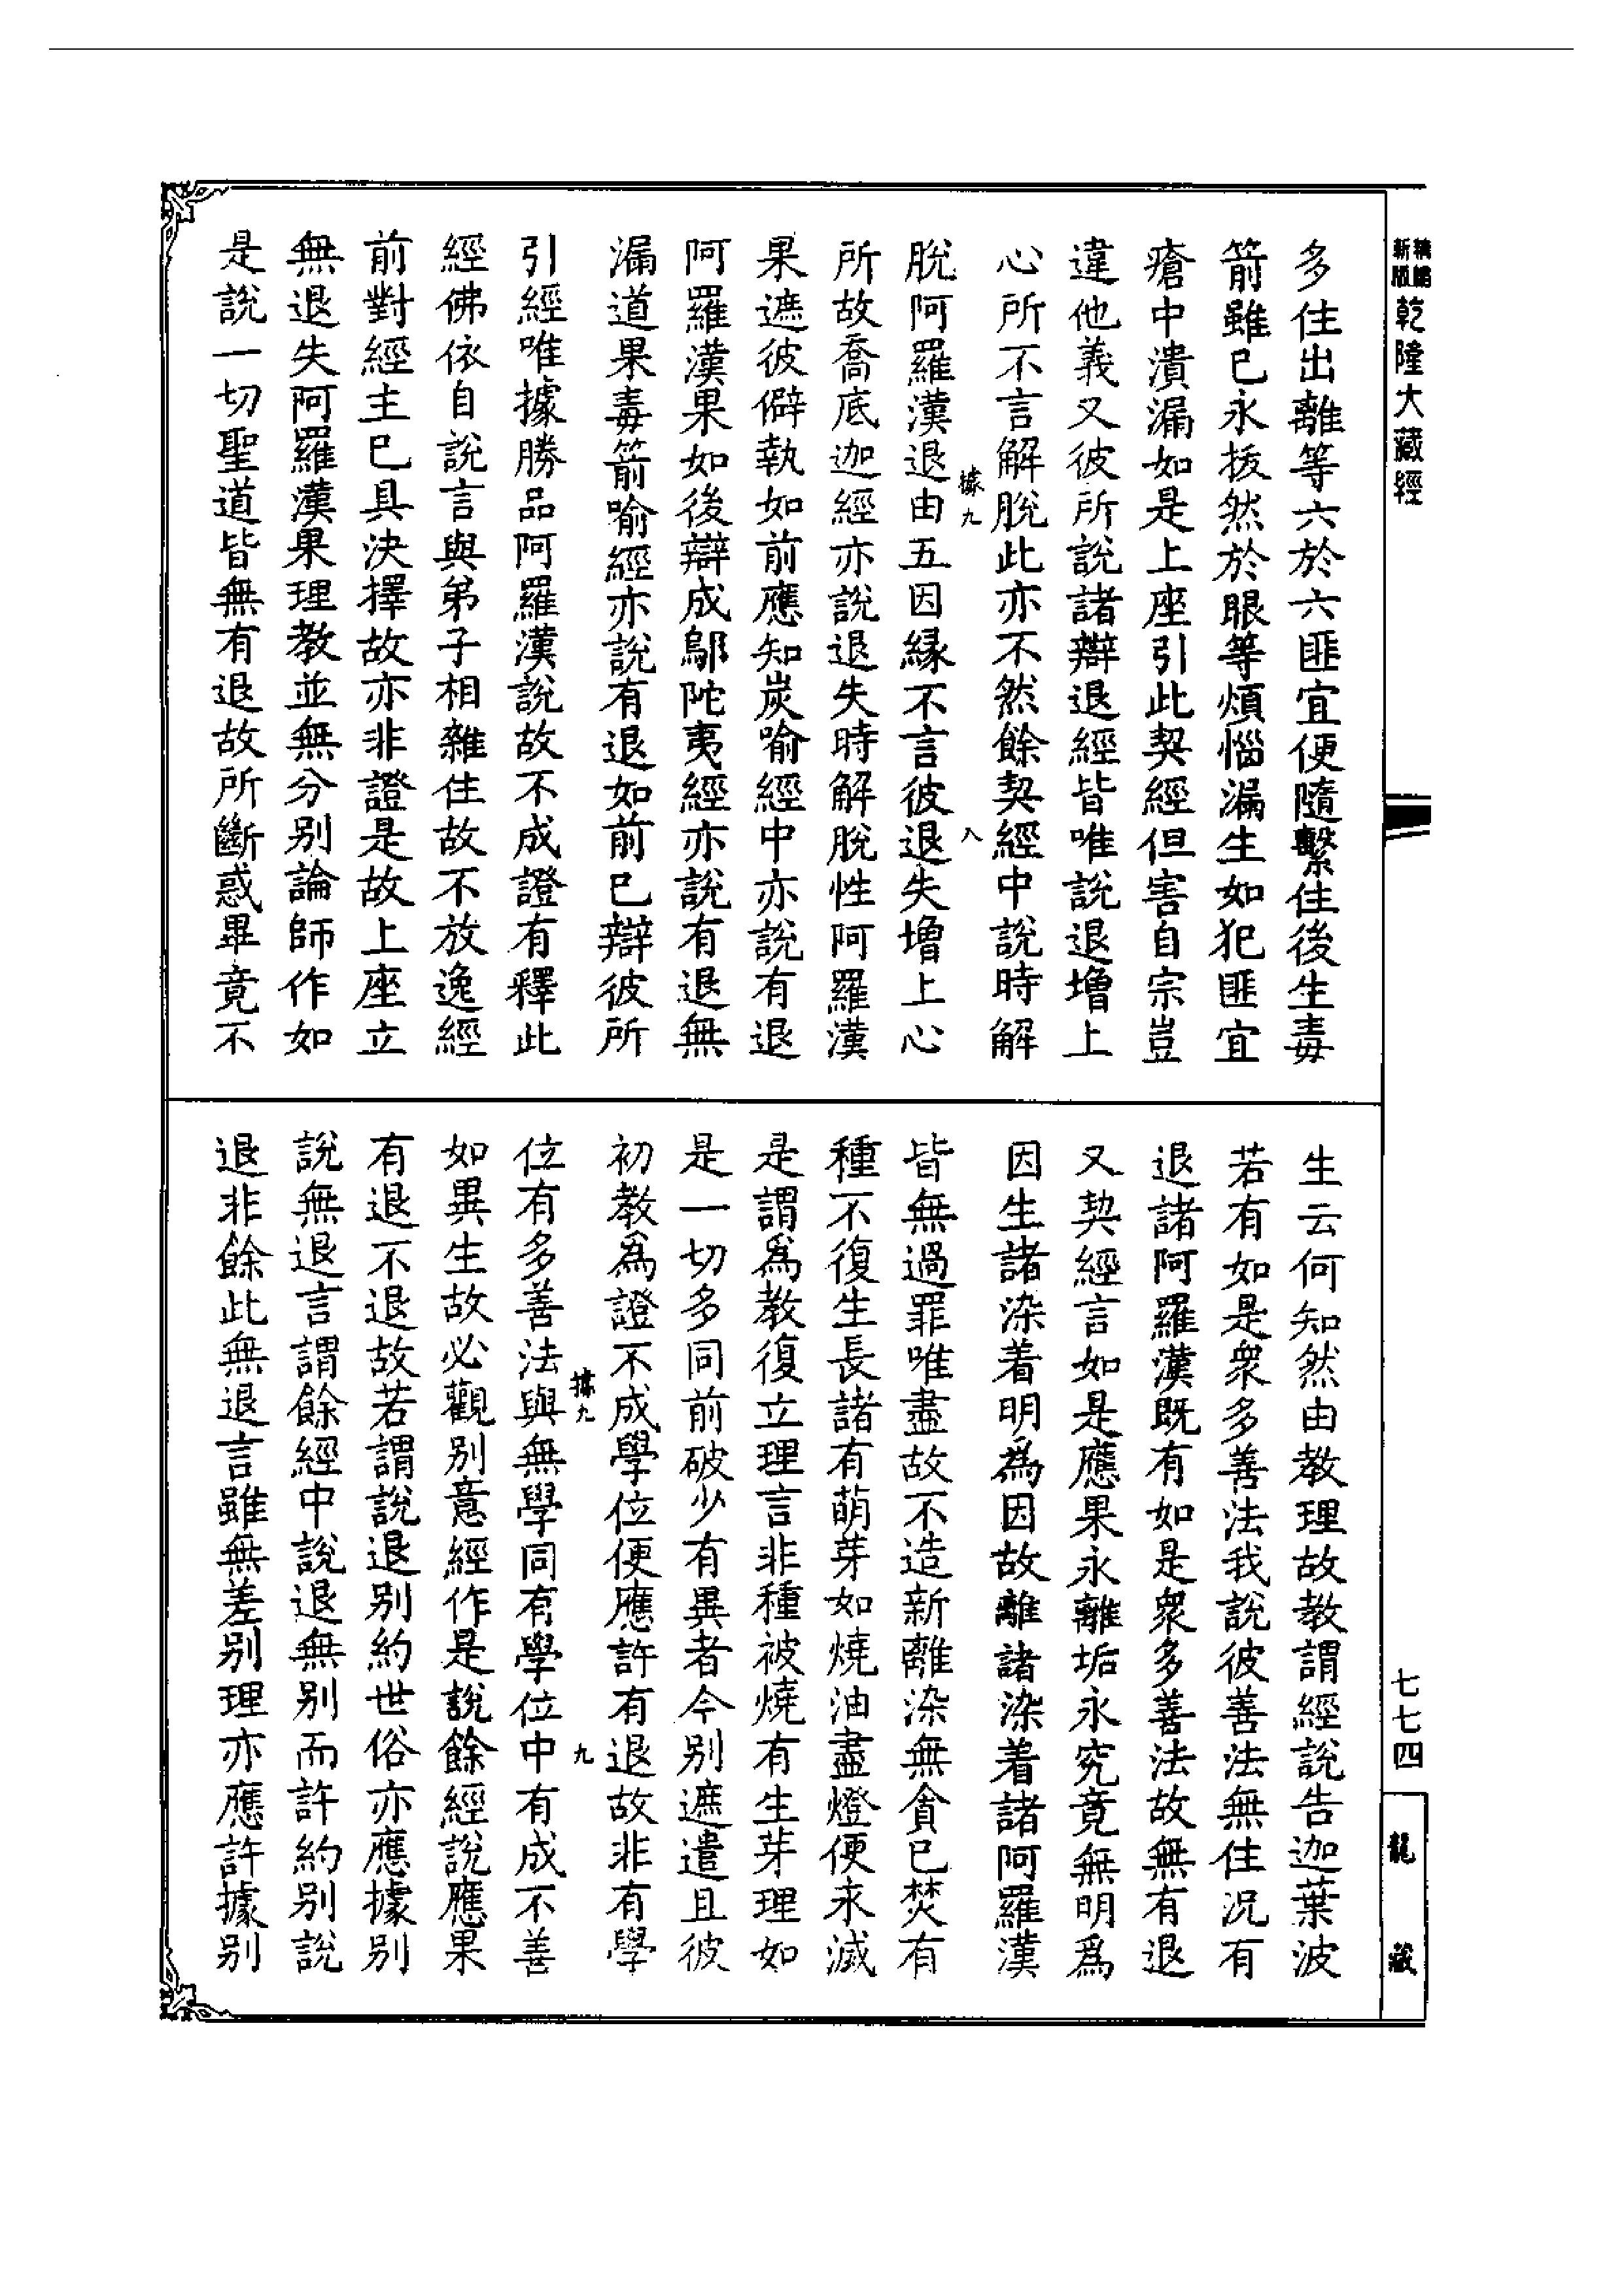 新編
縮版
乾隆大藏經
多住出離等六於六匪宜便隨繫住後生毒
箭雖已永拔然於眼等煩惱漏生如犯匪宜
瘡中潰漏如是上座引此契經但害自宗豈
違他義又彼所說諸辯退經皆唯說退增上
心所不言解脫此亦不然餘契經中說時解
據九
八
脫阿羅漢退由五因緣不言彼退失增上心
所故喬底迦經亦說退失時解脫性阿羅漢
果遮彼僻執如前應知炭喻經中亦說有退
阿羅漢果如後辯成鄔陀夷經亦說有退無
漏道果毒箭喻經亦說有退如前已辯彼所
引經唯據勝品阿羅漢說故不成證有釋此
經佛依自說言與弟子相雜住故不放逸經
前對經主已具決擇故亦非證是故上座立
無退失阿羅漢果理教並無分別論師作如
是說一切聖道皆無有退故所斷惑畢竟不
生云何知然由教理故教謂經說告迦葉波
若有如是眾多善法我說彼善法無住況有
退諸阿羅漢既有如是眾多善法故無有退
又契經言如是應果永離垢永究竟無明為
因生諸染着明為因故離諸染着諸阿羅漢
皆無過罪唯盡故不造新離染無貪已焚有
種不復生長諸有萌芽如燒油盡燈便永滅
是謂為教復立理言非種被燒有生芽理如
是一切多同前破少有異者今別遮遣且彼
初教為證不成學位便應許有退故非有學
據九
九
位有多善法與無學同有學位中有成不善
如異生故必觀別意經作是說餘經說應果
有退不退故若謂說退別約世俗亦應據別
說無退言謂餘經中說退無別而許約別說
退非餘此無退言雖無差別理亦應許據別
七七四
龍藏